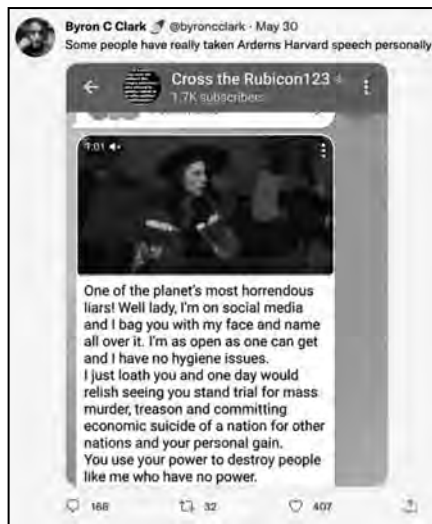 Byron C Clark @byroncclark · May 30
Some people have really taken Arderns Harvard speech personally
Cross the Rubicon123
1.7K subscribers
1:01
One of the planet's most horrendous
liars! Well lady, I'm on social media
and I bag you with my face and name
all over it. I'm as open as one can get
and I have no hygiene issues.
I just loath you and one day would
relish seeing you stand trial for mass
murder, treason and committing
economic suicide of a nation for other
nations and your personal gain.
You use your power to destroy people
like me who have no power.
168 32 407